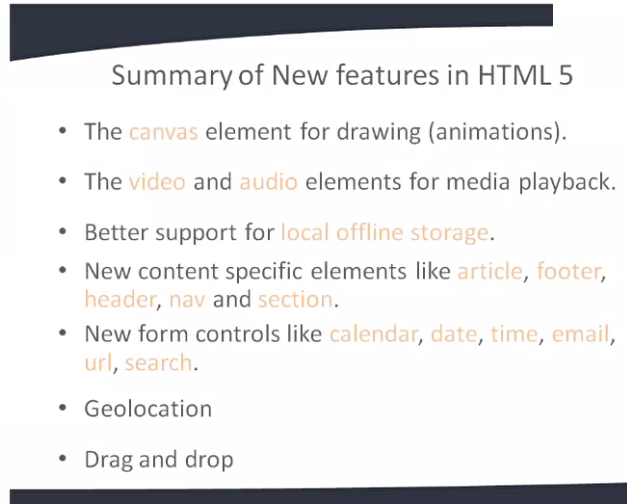 Summary of New features in HTML 5
• The canvas element for drawing (animations).
• The video and audio elements for media playback.
• Better support for local offline storage.
• New content specific elements like article, footer,
header, nav and section.
• New form controls like calendar, date, time, email,
url, search.
• Geolocation
• Drag and drop